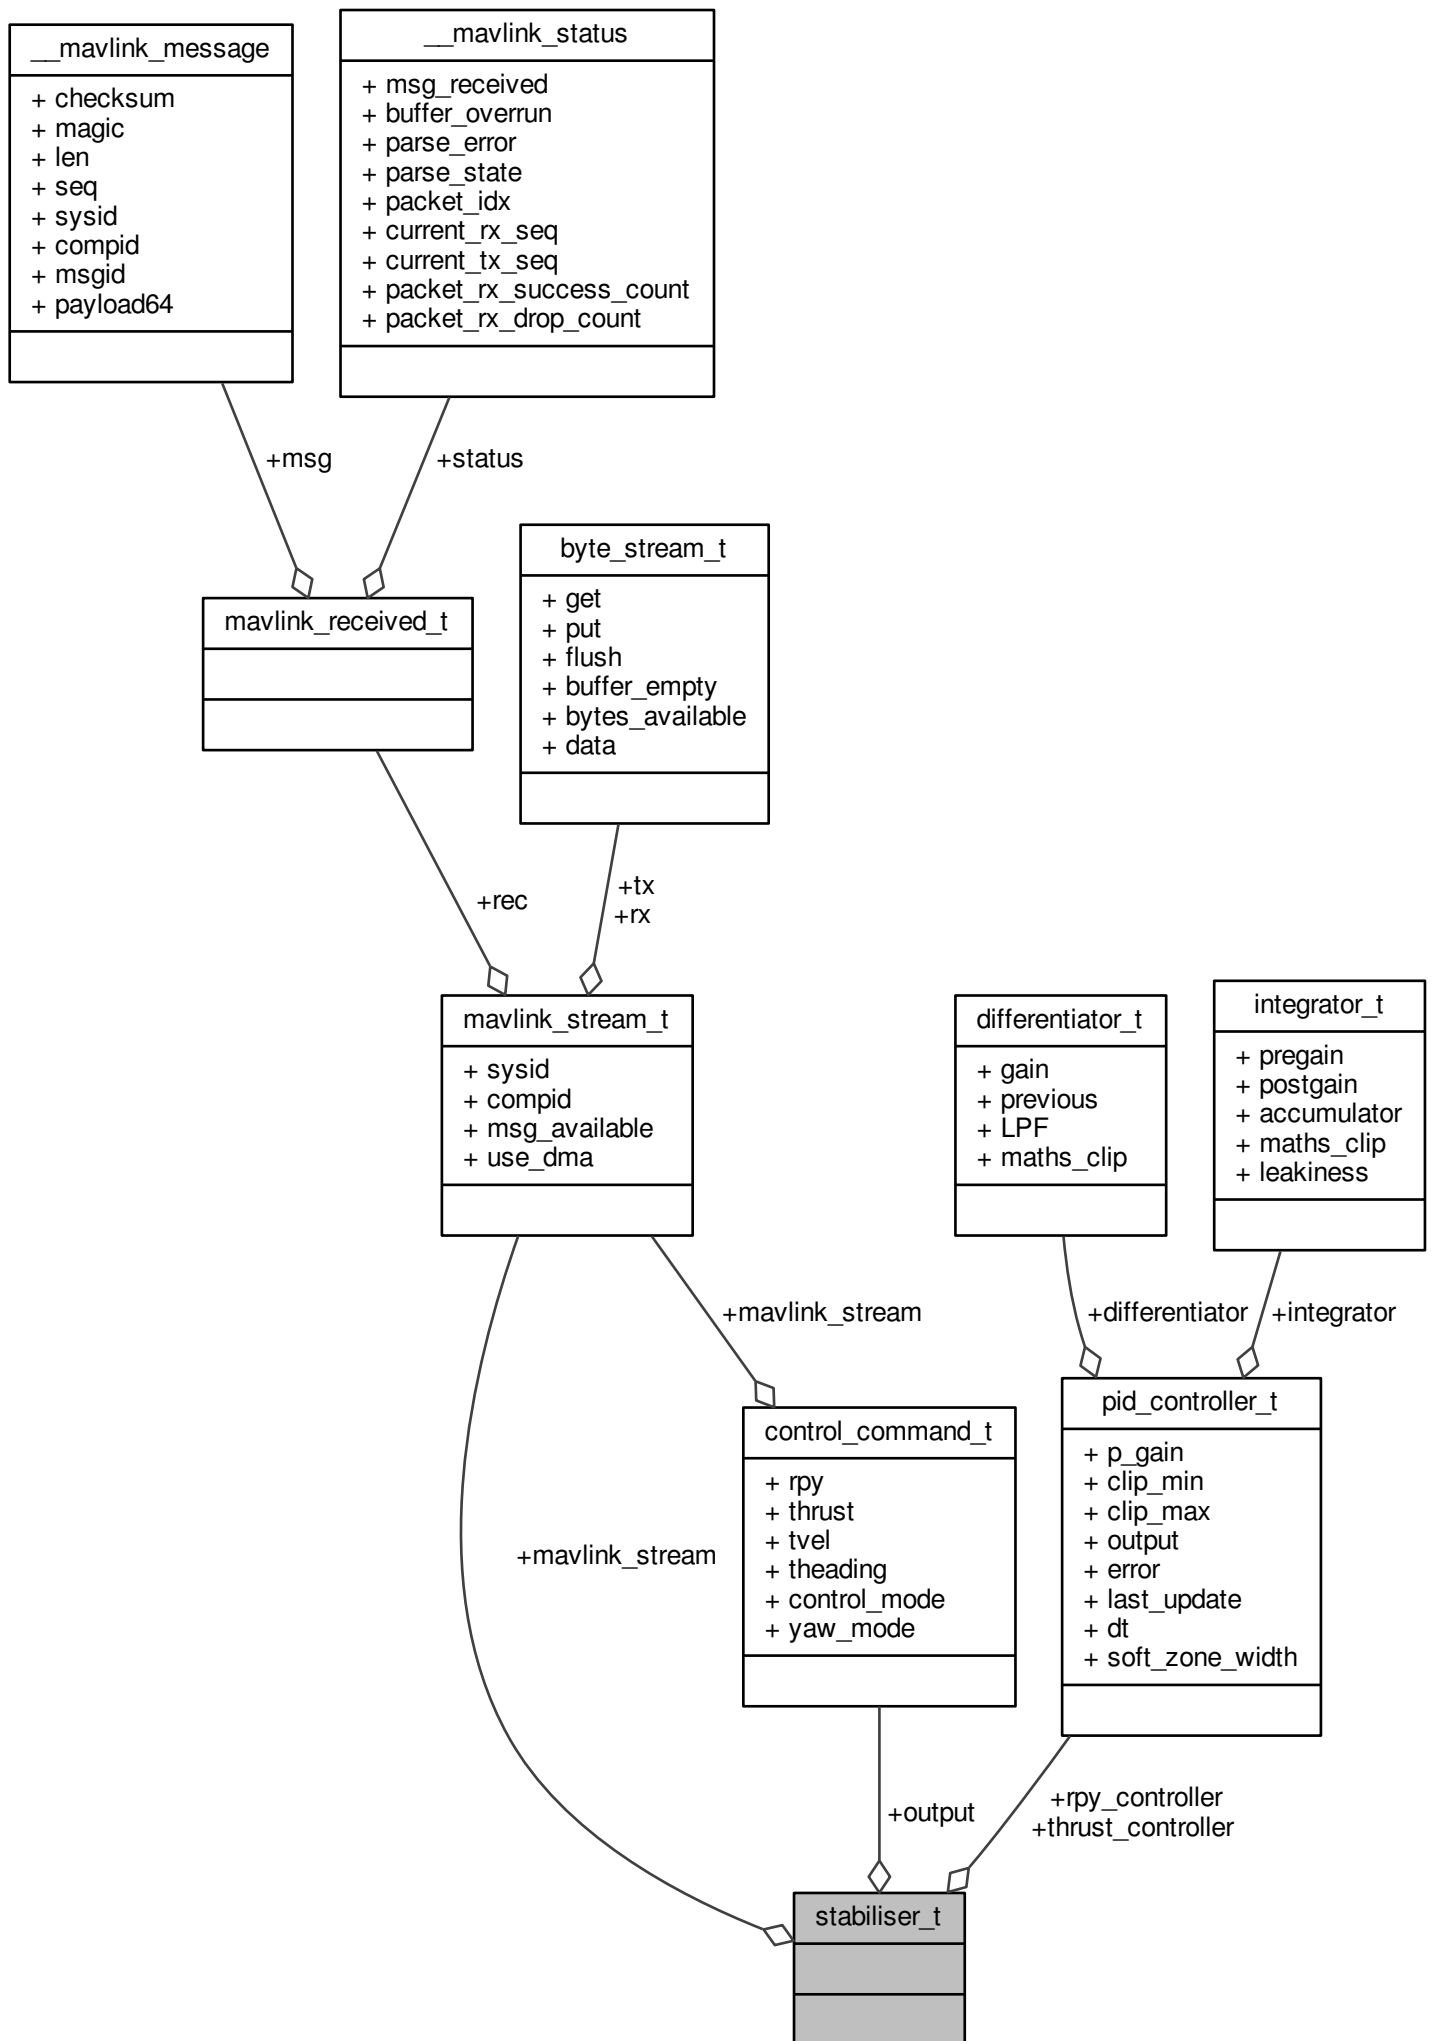 __mavlink_message
+ checksum
+ magic
+ len
+ seq
+ sysid
+ compid
+ msgid
+ payload64
__mavlink_status
+ msg_received
+ buffer_overrun
+ parse_error
+ parse_state
+ packet_idx
+ current_rx_seq
+ current_tx_seq
+ packet_rx_success_count
+ packet_rx_drop_count
+msg
+status
mavlink_received_t
byte_stream_t
+ get
+ put
+ flush
+ buffer_empty
+ bytes_available
+ data
+rec
+tx
+rx
mavlink_stream_t
+ sysid
+ compid
+ msg_available
+ use_dma
differentiator_t
+ gain
+ previous
+ LPF
+ maths_clip
integrator_t
+ pregain
+ postgain
+ accumulator
+ maths_clip
+ leakiness
+mavlink_stream
+differentiator
+integrator
+mavlink_stream
control_command_t
+ rpy
+ thrust
+ tvel
+ theading
+ control_mode
+ yaw_mode
pid_controller_t
+ p_gain
+ clip_min
+ clip_max
+ output
+ error
+ last_update
+ dt
+ soft_zone_width
+output
+rpy_controller
+thrust_controller
stabiliser_t